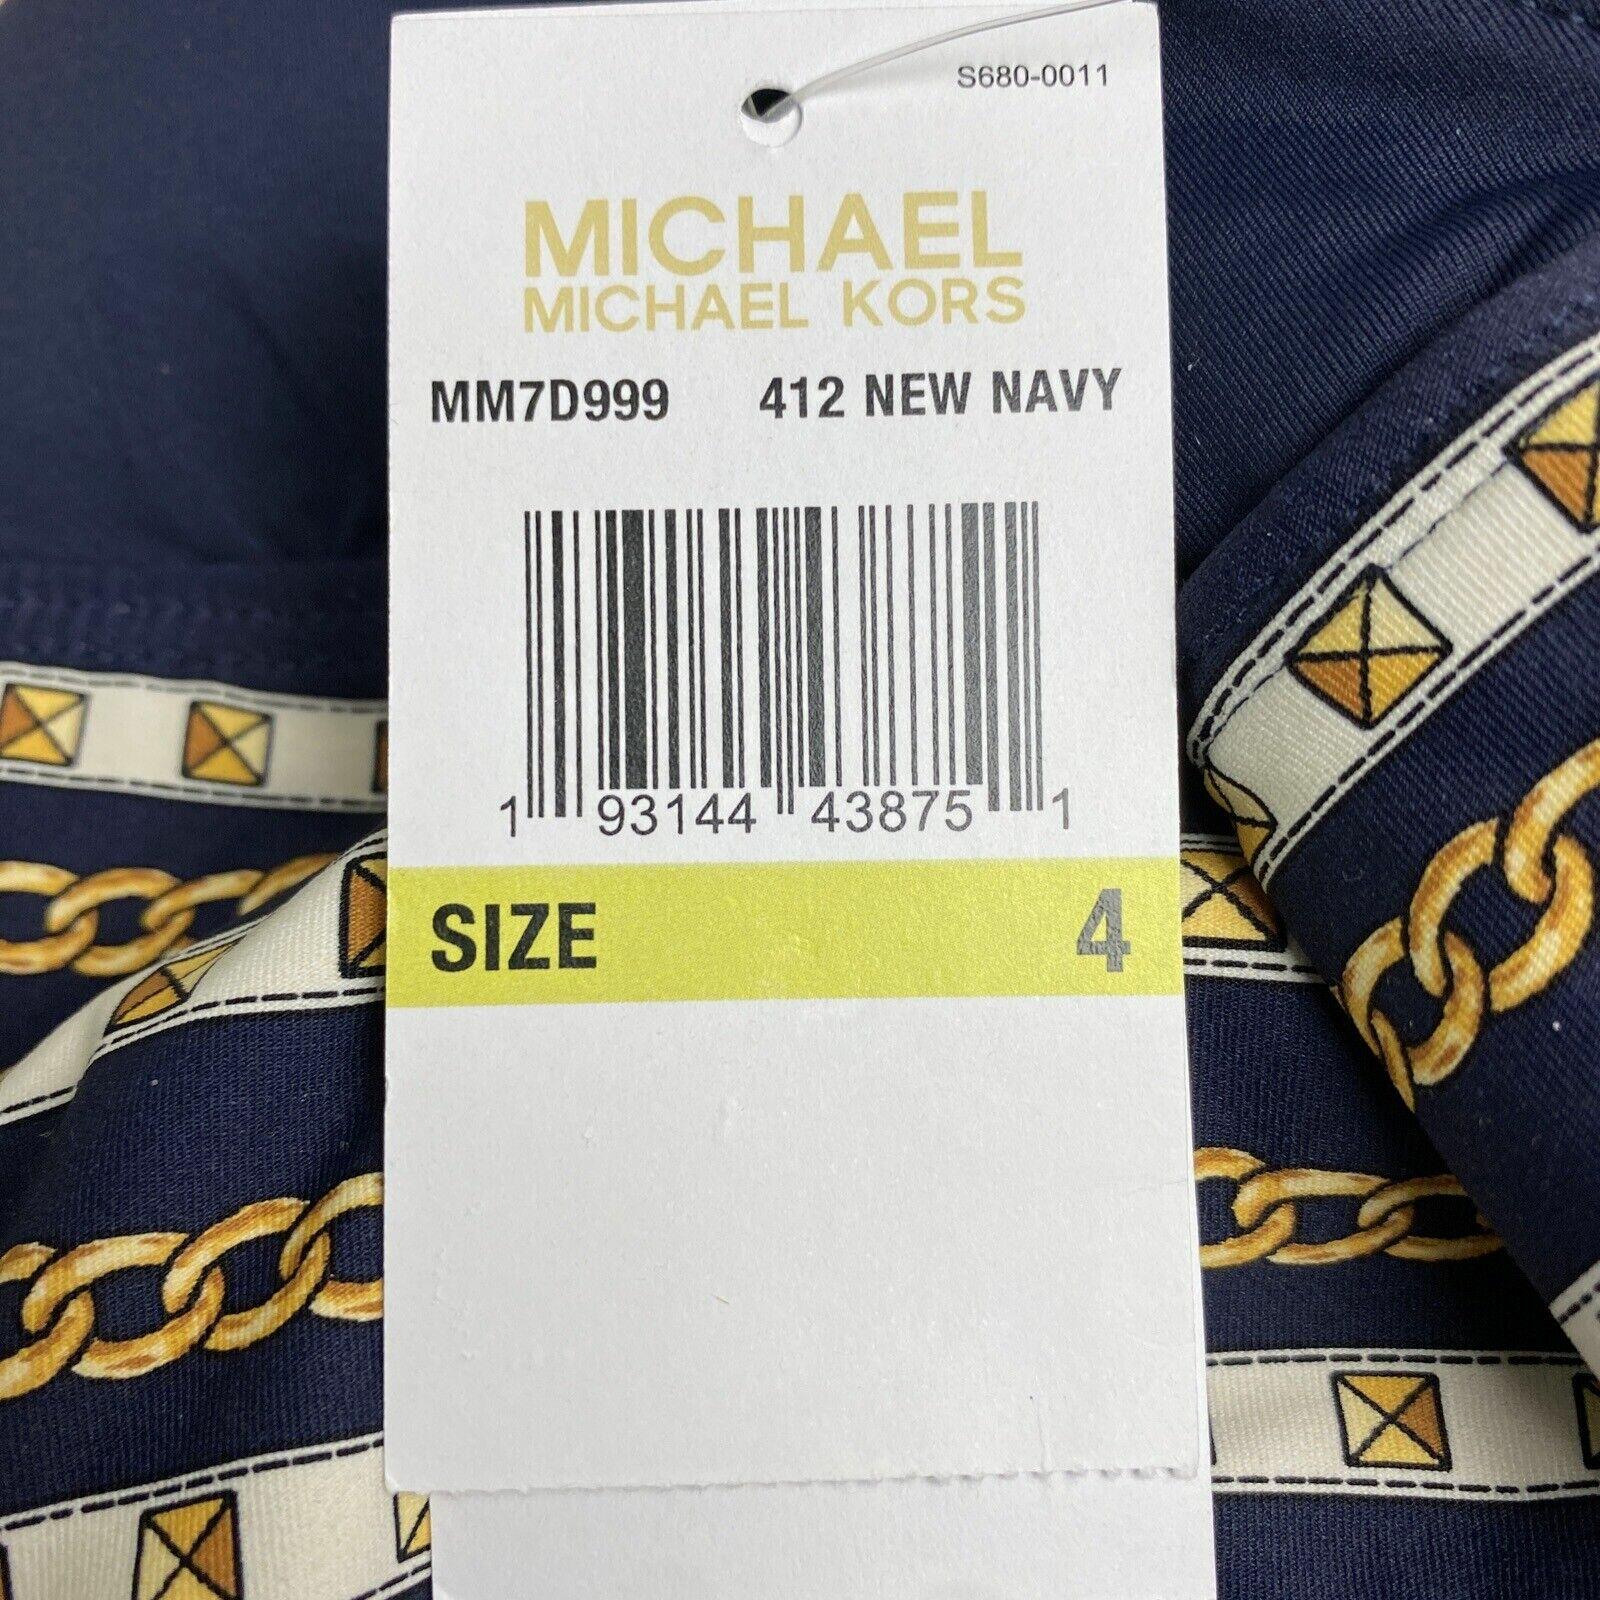 S680-0011
MICHAEL
MICHAEL KORS
MM7D999 412 NEW NAVY
1 93144 43875 1
SIZE 4